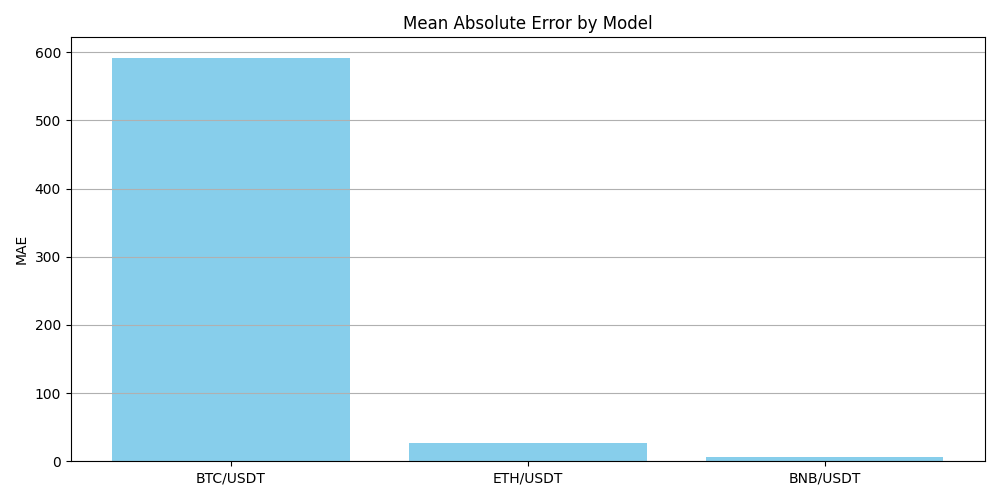 Mean Absolute Error by Model
MAE
600
500
400
300
200
100
0
BTC/USDT
ETH/USDT
BNB/USDT